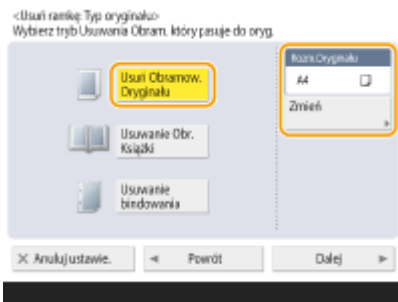 <Usuń ramkę: Typ oryginału>
Wybierz tryb Usuwania Obram. który pasuje do oryg.
Usuń Obramow.
Oryginału
Rozm.Oryginału
A4
Zmień
Usuwanie Obr.
Książki
Usuwanie
bindowania
Anuluj ustawie.
Powrót
Dalej